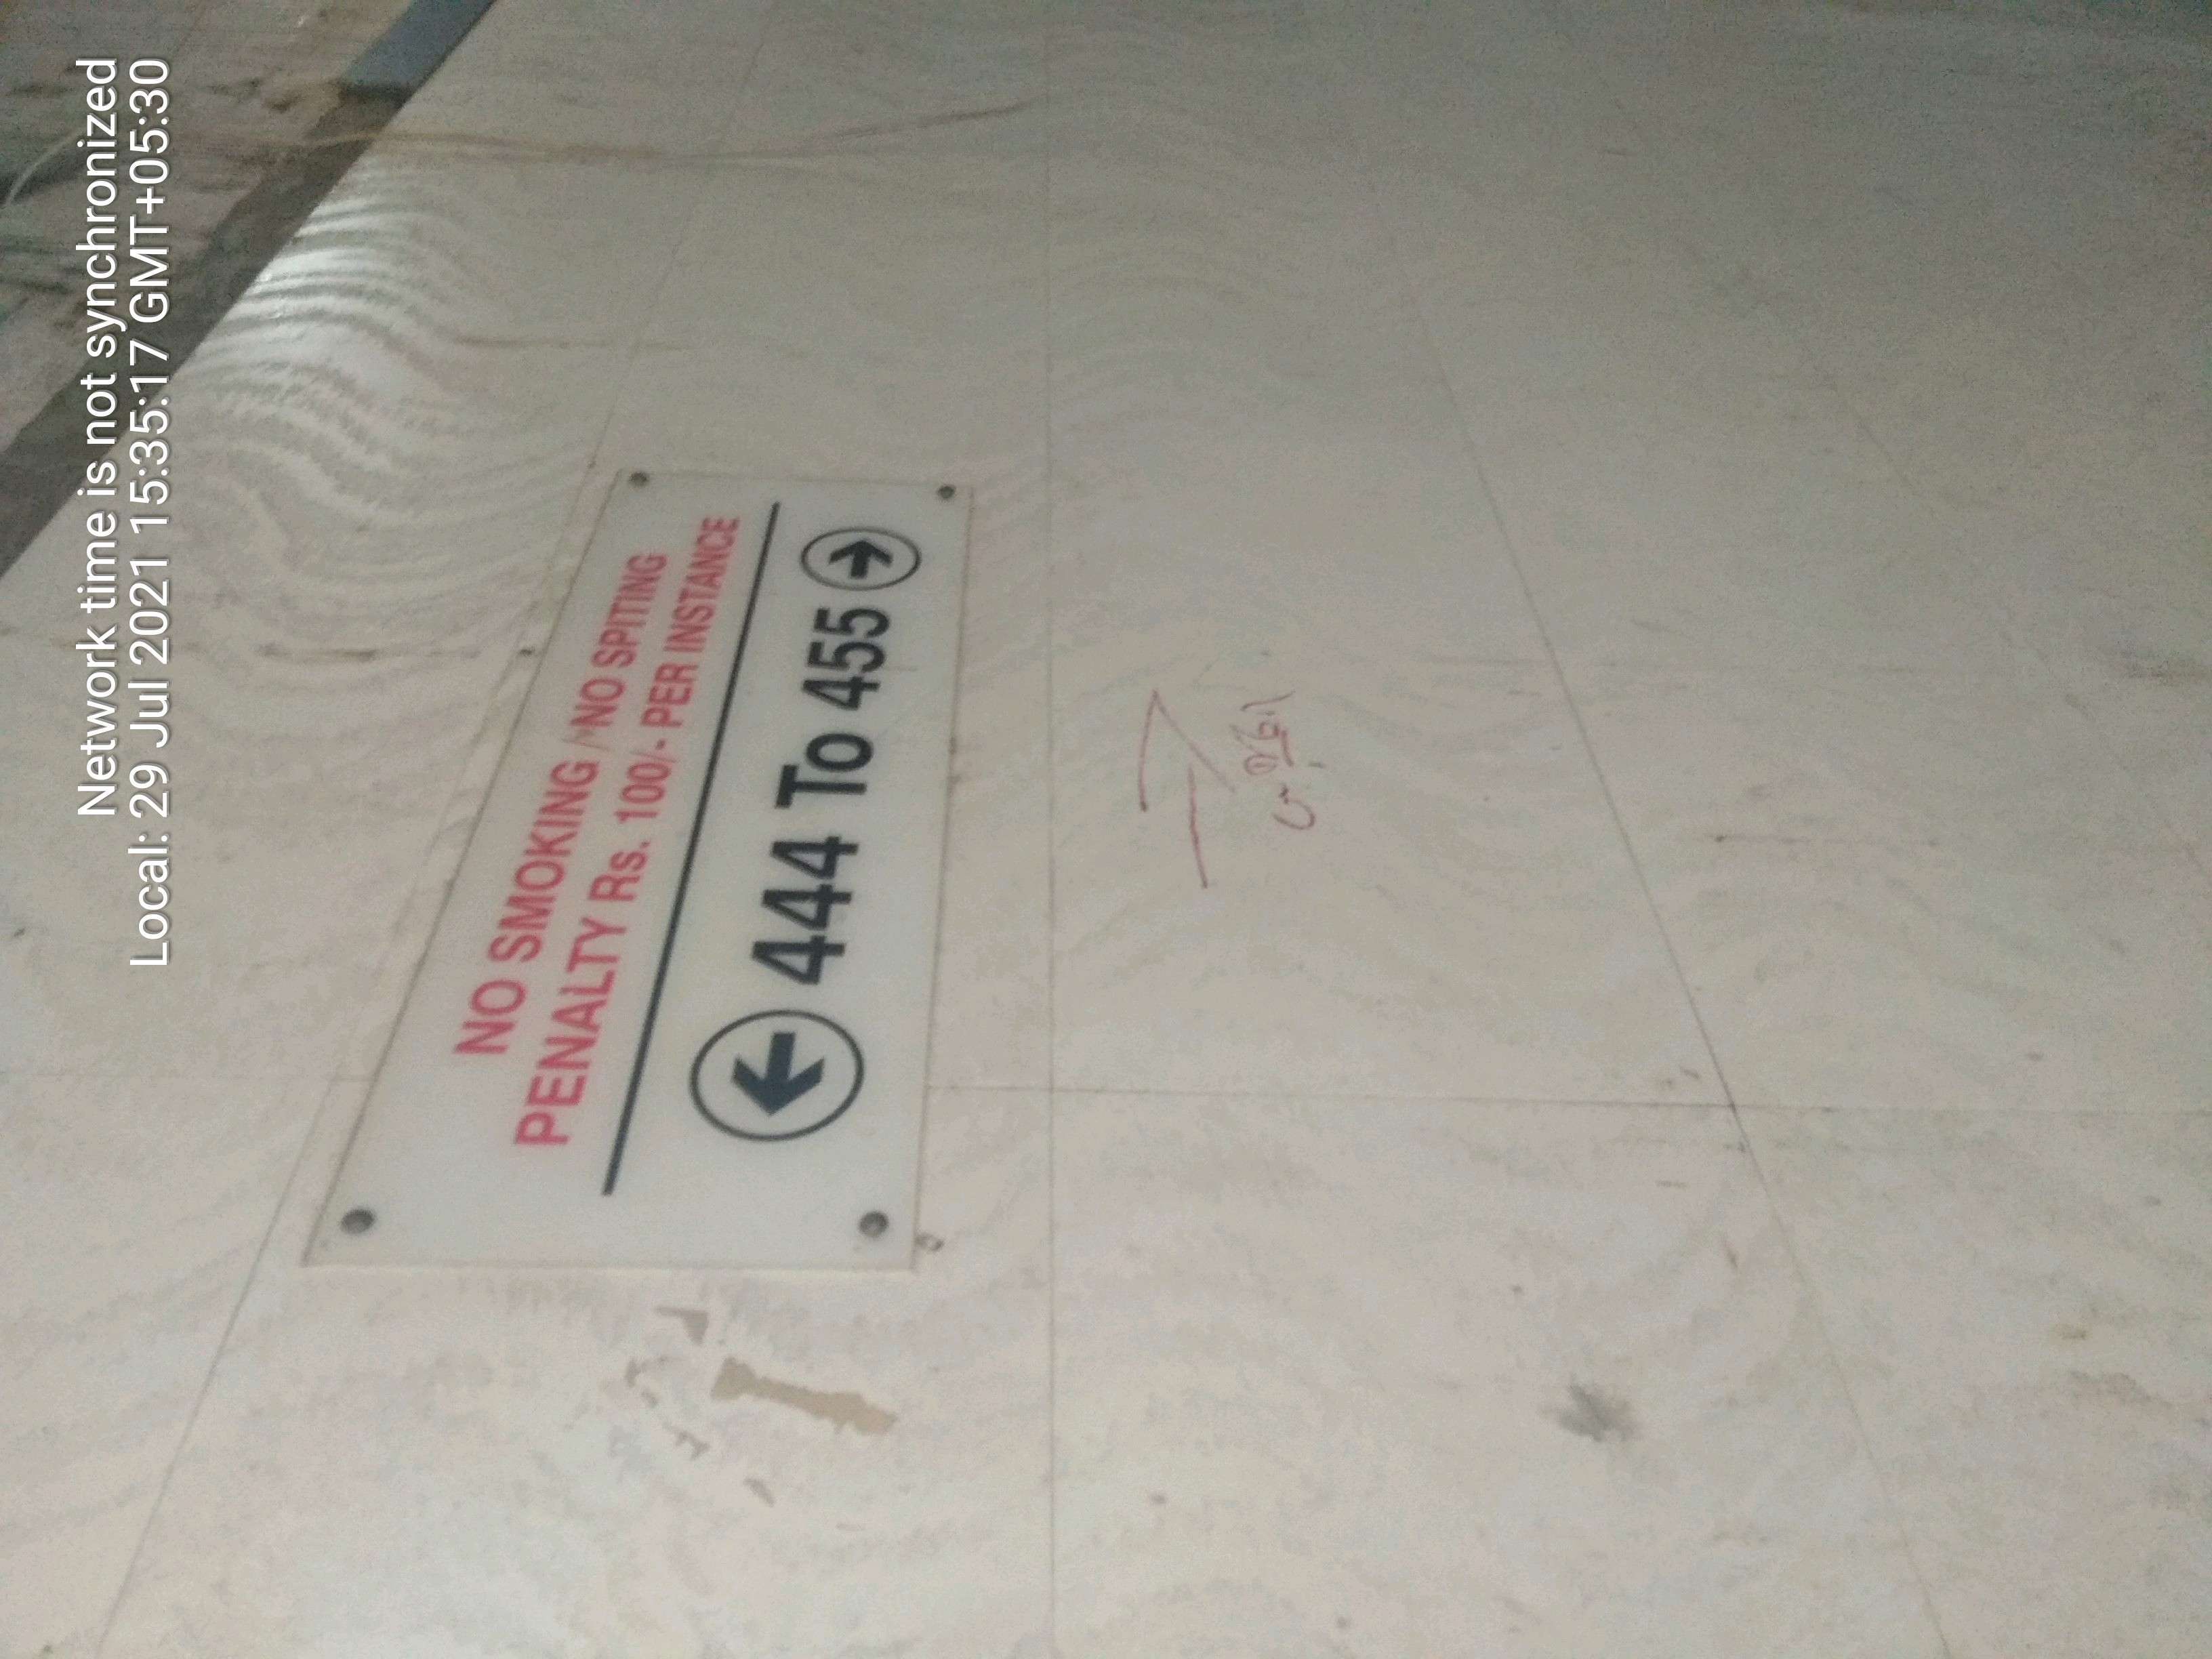 Network time is not synchronized
Local: 29 Jul 2021 15:35:17 GMT+05:30
NO SMOKING / NO SPITING
PENALTY Rs. 100/- PER INSTANCE
← 444 To 455 →